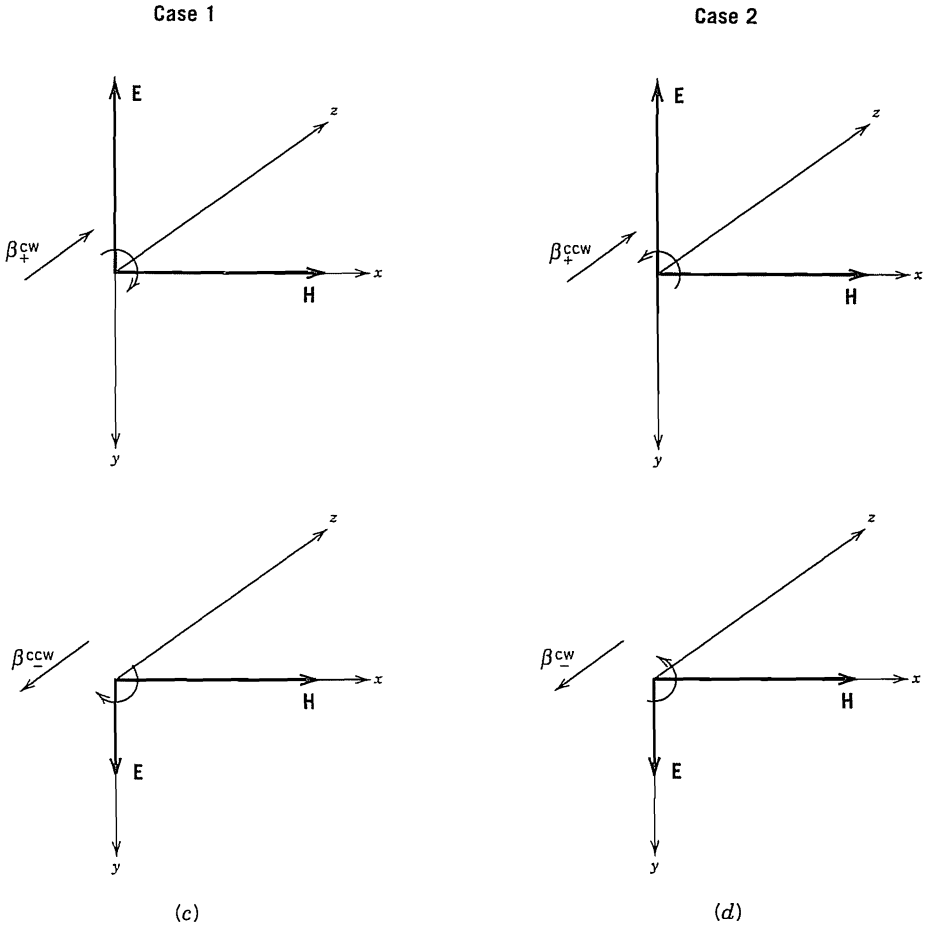 Case 1 Case 2
E E
z z
β₊ᶜʷ β₊ᶜᶜʷ
x x
H H
y y
z z
β₋ᶜᶜʷ β₋ᶜʷ
x x
H H
E E
y y
(c) (d)